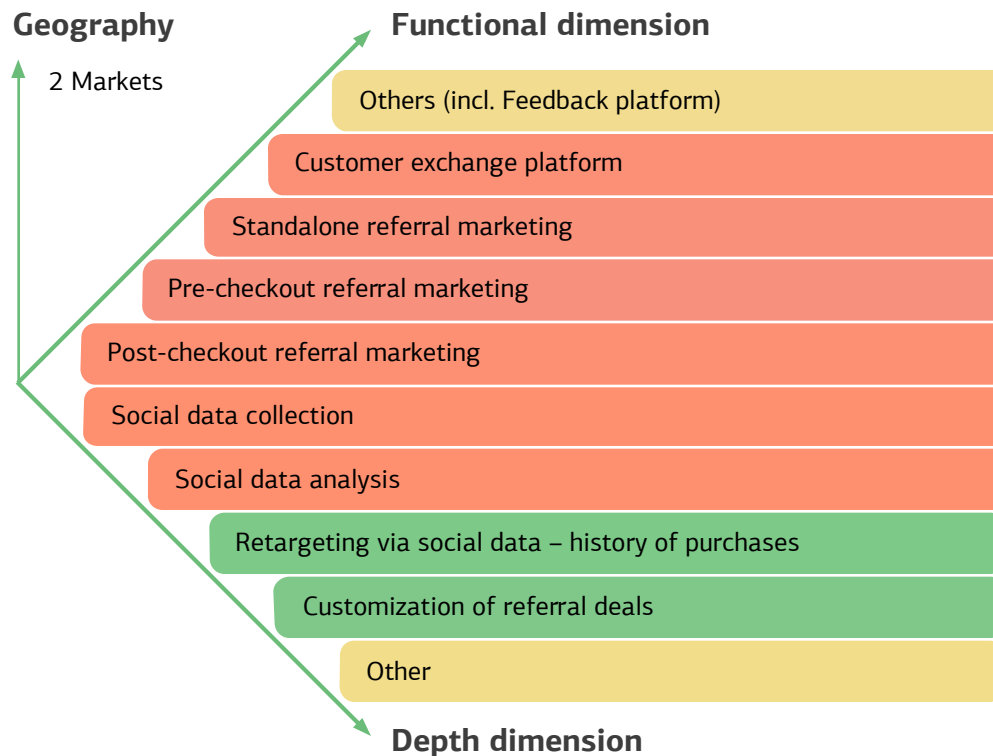 Geography
Functional dimension
2 Markets
Others (incl. Feedback platform)
Customer exchange platform
Standalone referral marketing
Pre-checkout referral marketing
Post-checkout referral marketing
Social data collection
Social data analysis
Retargeting via social data – history of purchases
Customization of referral deals
Other
Depth dimension